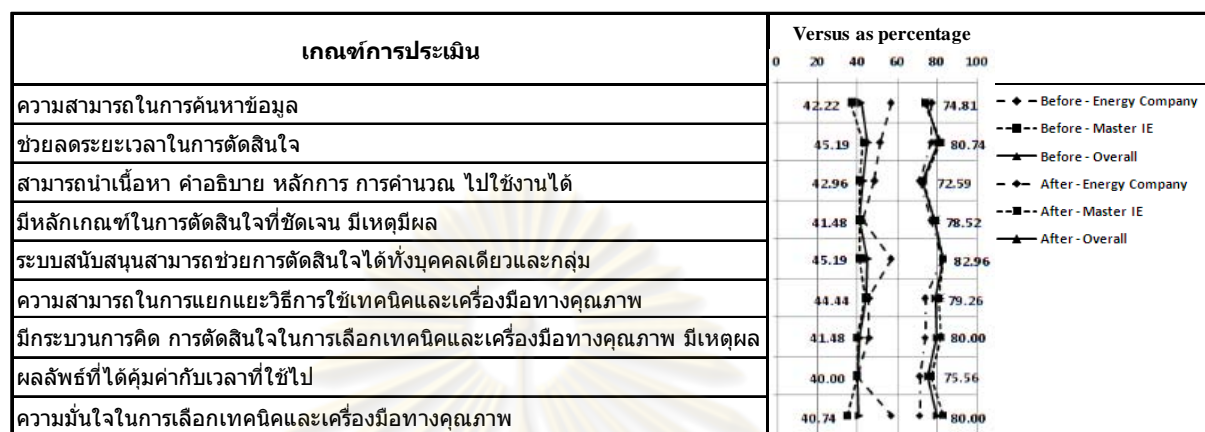 เกณฑ์การประเมิน
Versus as percentage
0 20 40 60 80 100
ความสามารถในการค้นหาข้อมูล
42.22 74.81
ช่วยลดระยะเวลาในการตัดสินใจ
45.19 80.74
สามารถนำเนื้อหา คำอธิบาย หลักการ การคำนวณ ไปใช้งานได้
42.96 72.59
มีหลักเกณฑ์ในการตัดสินใจที่ชัดเจน มีเหตุมีผล
41.48 78.52
ระบบสนับสนุนสามารถช่วยการตัดสินใจได้ทั้งบุคคลเดียวและกลุ่ม
45.19 82.96
ความสามารถในการแยกแยะวิธีการใช้เทคนิคและเครื่องมือทางคุณภาพ
44.44 79.26
มีกระบวนการคิด การตัดสินใจในการเลือกเทคนิคและเครื่องมือทางคุณภาพ มีเหตุผล
41.48 80.00
ผลลัพธ์ที่ได้คุ้มค่ากับเวลาที่ใช้ไป
40.00 75.56
ความมั่นใจในการเลือกเทคนิคและเครื่องมือทางคุณภาพ
40.74 80.00
Before - Energy Company
Before - Master IE
Before - Overall
After - Energy Company
After - Master IE
After - Overall